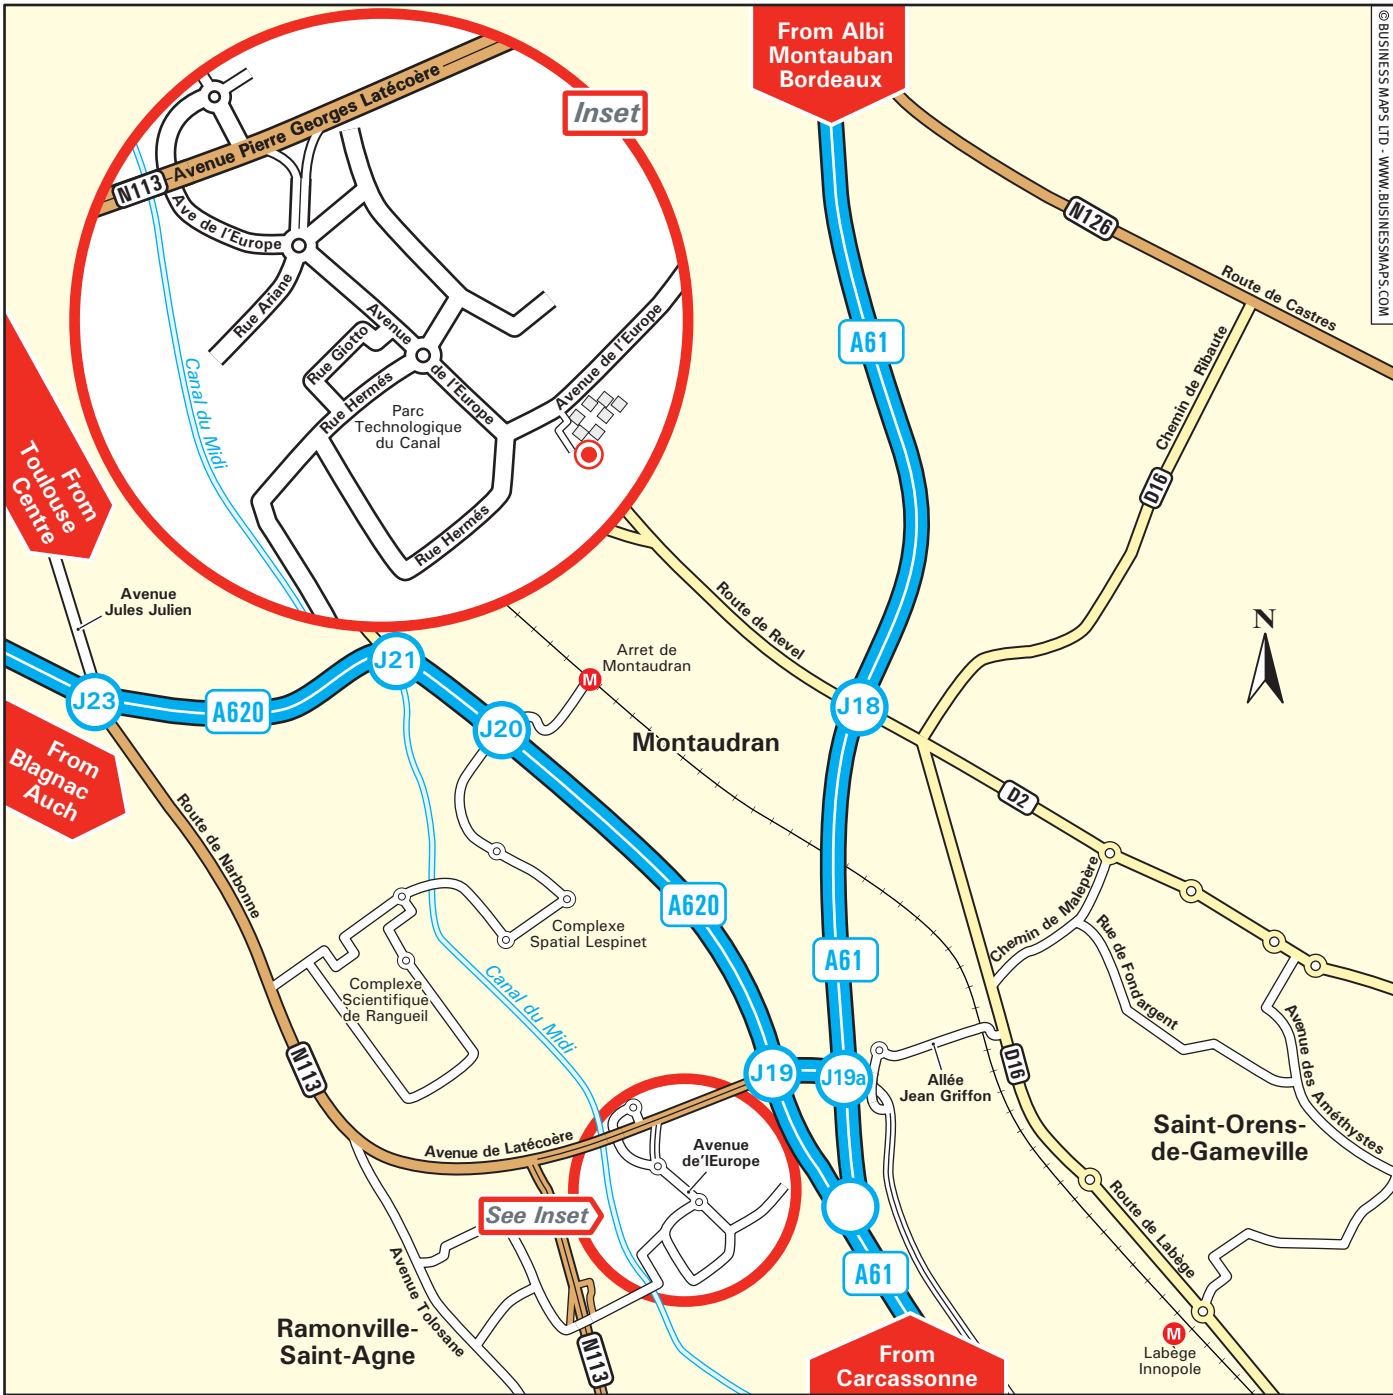 From Albi
Montauban
Bordeaux
© BUSINESS MAPS LTD - WWW.BUSINESSMAPS.COM
Inset
Avenue Pierre Georges Latécoère
N113
Ave de l'Europe
Rue Ariane
Avenue
de l'Europe
Rue Giotto
Rue Hermés
Avenue de l'Europe
Parc
Technologique
du Canal
Rue Hermés
Canal du Midi
N126
Route de Castres
A61
Chemin de Ribaute
D16
From
Toulouse
Centre
Avenue
Jules Julien
J23
A620
J21
J20
From
Blagnac
Auch
Arret de
Montaudran
M
Montaudran
Route de Revel
J18
N
D2
Route de Narbonne
A620
A61
Complexe
Spatial Lespinet
Complexe
Scientifique
de Rangueil
Canal du Midi
Chemin de Malepère
Rue de Fondargent
Avenue des Améthystes
N113
J19
J19a
Allée
Jean Griffon
D16
Avenue de Latécoère
Avenue
de'lEurope
See Inset
Saint-Orens-
de-Gameville
Route de Labège
A61
Avenue Tolosane
Ramonville-
Saint-Agne
N113
From
Carcassonne
M
Labège
Innopole